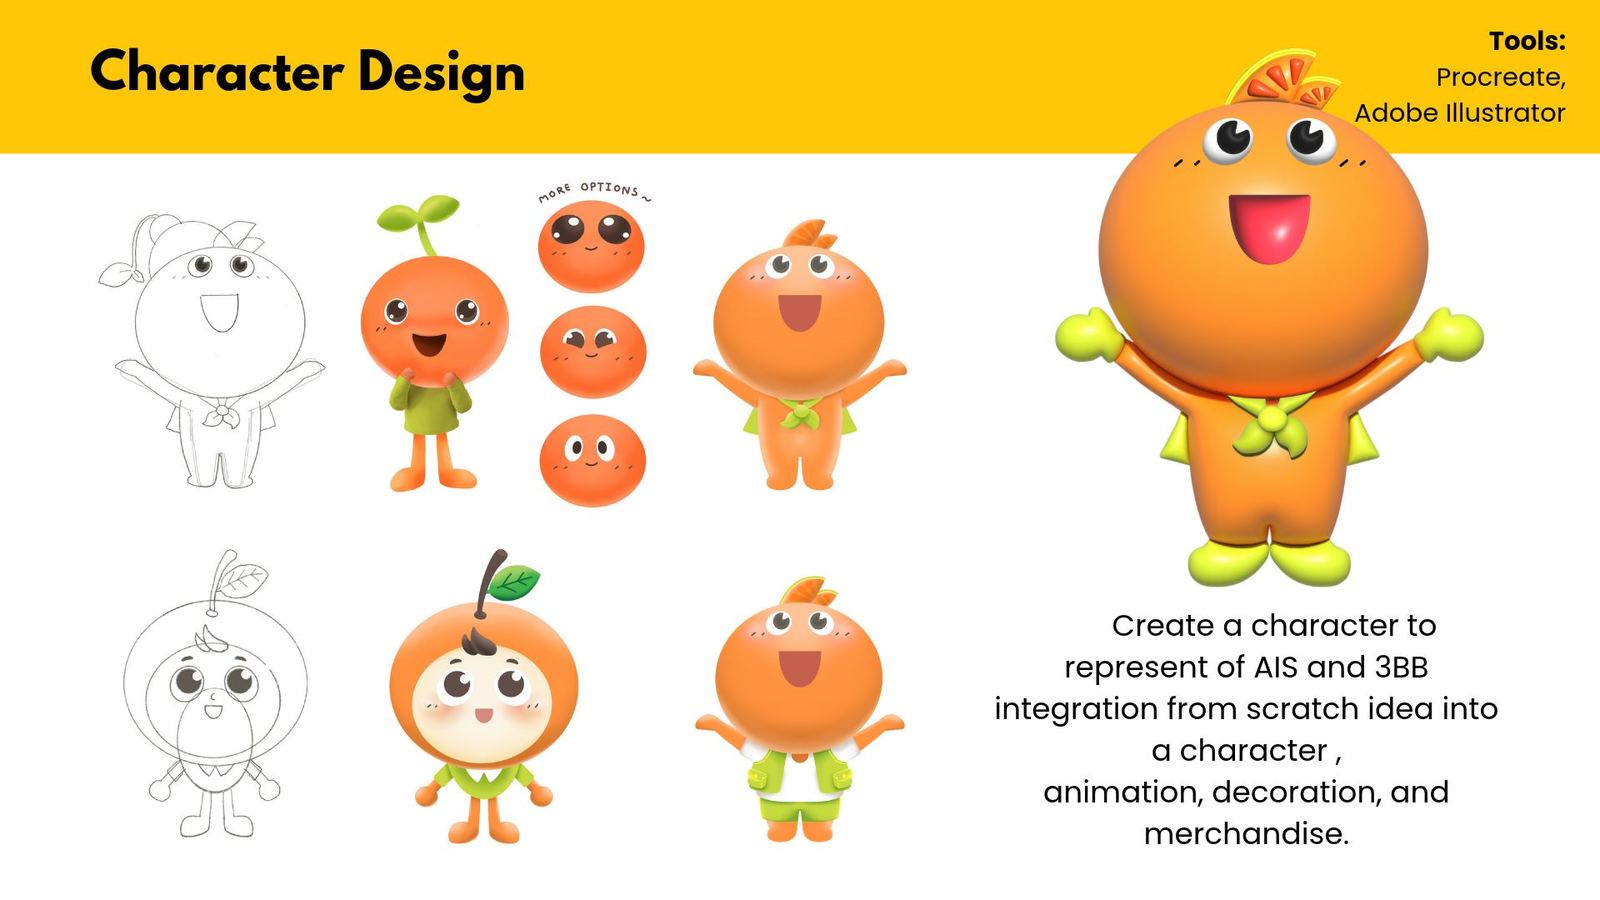 Character Design
Tools:
Procreate,
Adobe Illustrator
MORE OPTIONS~
Create a character to
represent of AIS and 3BB
integration from scratch idea into
a character ,
animation, decoration, and
merchandise.